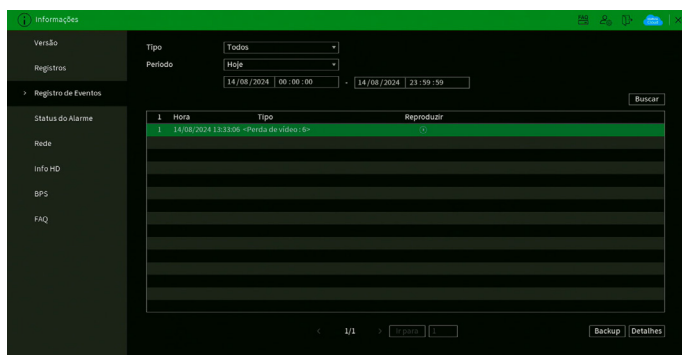 Informações
Versão
Registros
Registro de Eventos
Status do Alarme
Rede
Info HD
BPS
FAQ
Tipo Todos
Período Hoje
14/08/2024 00:00:00 - 14/08/2024 23:59:59
Buscar
1 Hora Tipo Reproduzir
1 14/08/2024 13:33:06 <Perda de vídeo : 6>
1/1 Ir para 1
Backup Detalhes